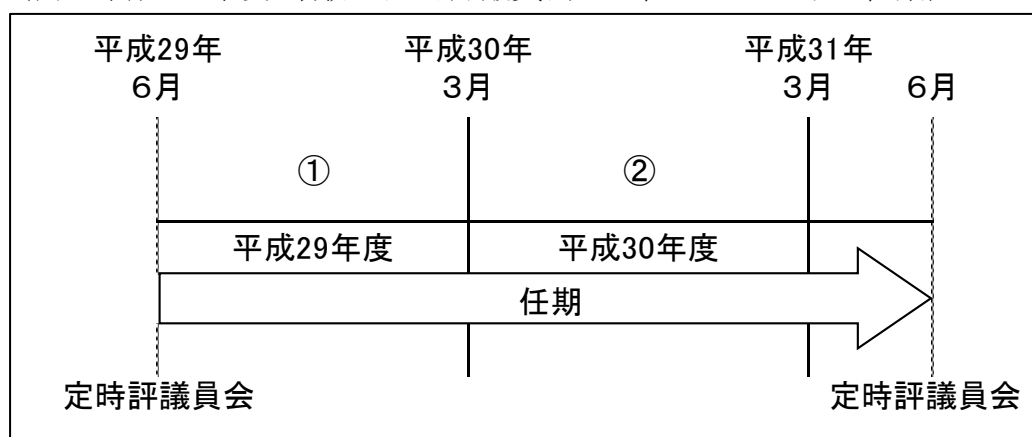 平成29年 平成30年 平成31年
6月 3月 3月 6月
① ②
平成29年度 平成30年度
任期
定時評議員会 定時評議員会